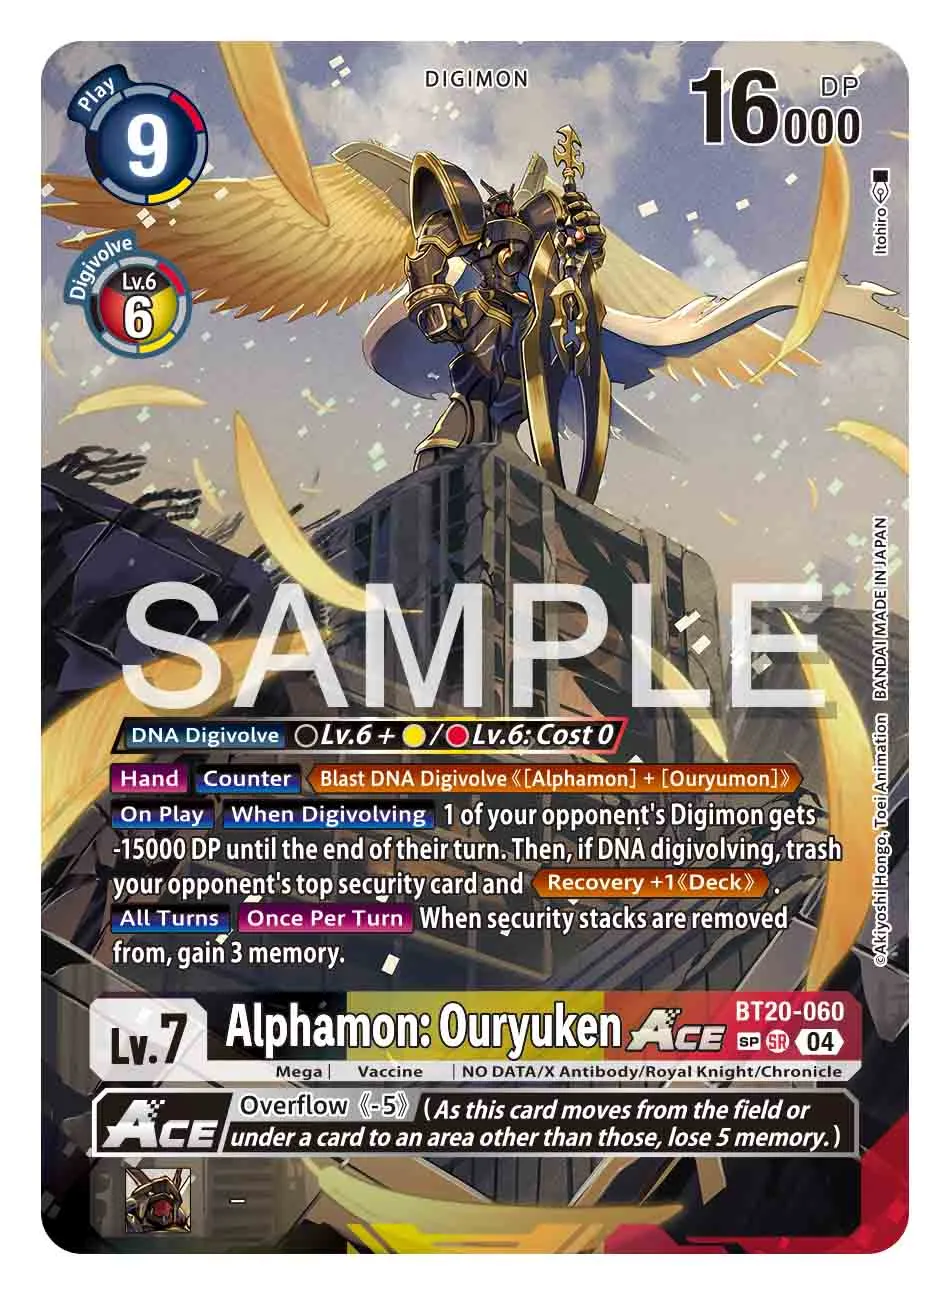 DIGIMON
Play
9
16000
DP
Digivolve
Lv.6
6
Itohiro
SAMPLE
DNA Digivolve Lv.6 + / Lv.6; Cost 0
Hand Counter Blast DNA Digivolve《[Alphamon] + [Ouryumon]》
On Play When Digivolving 1 of your opponent's Digimon gets
-15000 DP until the end of their turn. Then, if DNA digivolving, trash
your opponent's top security card and Recovery +1《Deck》.
All Turns Once Per Turn When security stacks are removed
from, gain 3 memory.
©Akiyoshi Hongo, Toei Animation BANDAI MADE IN JAPAN
Lv.7
Alphamon: Ouryuken ACE
BT20-060
SP SR 04
Mega | Vaccine | NO DATA/X Antibody/Royal Knight/Chronicle
ACE
Overflow《-5》(As this card moves from the field or
under a card to an area other than those, lose 5 memory.)
-